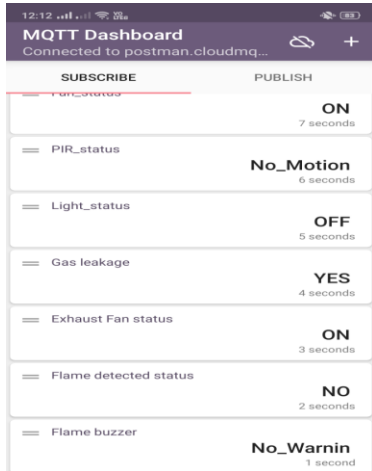 12:12
83
MQTT Dashboard
Connected to postman.cloudmq...
SUBSCRIBE
PUBLISH
Fan_status
ON
7 seconds
PIR_status
No_Motion
6 seconds
Light_status
OFF
5 seconds
Gas leakage
YES
4 seconds
Exhaust Fan status
ON
3 seconds
Flame detected status
NO
2 seconds
Flame buzzer
No_Warnin
1 second